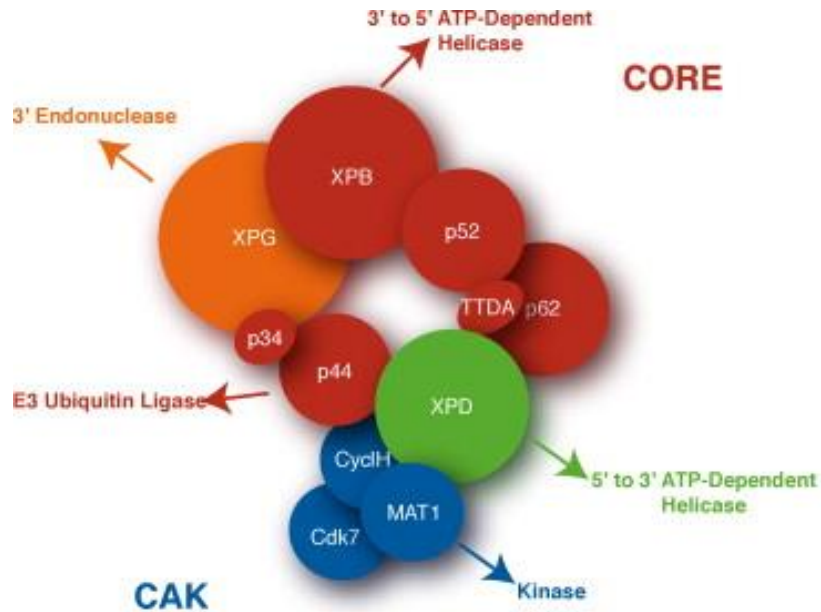 3' to 5' ATP-Dependent
Helicase
CORE
3' Endonuclease
XPB
XPG
p52
TTDA
p62
p34
p44
E3 Ubiquitin Ligase
XPD
CyclH
5' to 3' ATP-Dependent
Helicase
MAT1
Cdk7
Kinase
CAK